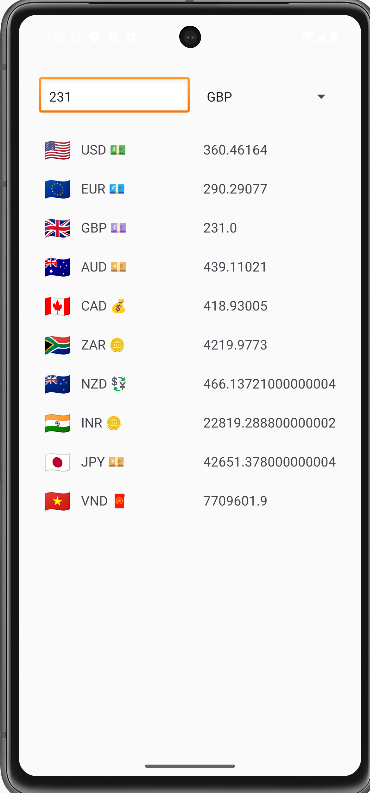 231 GBP
USD 360.46164
EUR 290.29077
GBP 231.0
AUD 439.11021
CAD 418.93005
ZAR 4219.9773
NZD 466.13721000000004
INR 22819.288800000002
JPY 42651.378000000004
VND 7709601.9